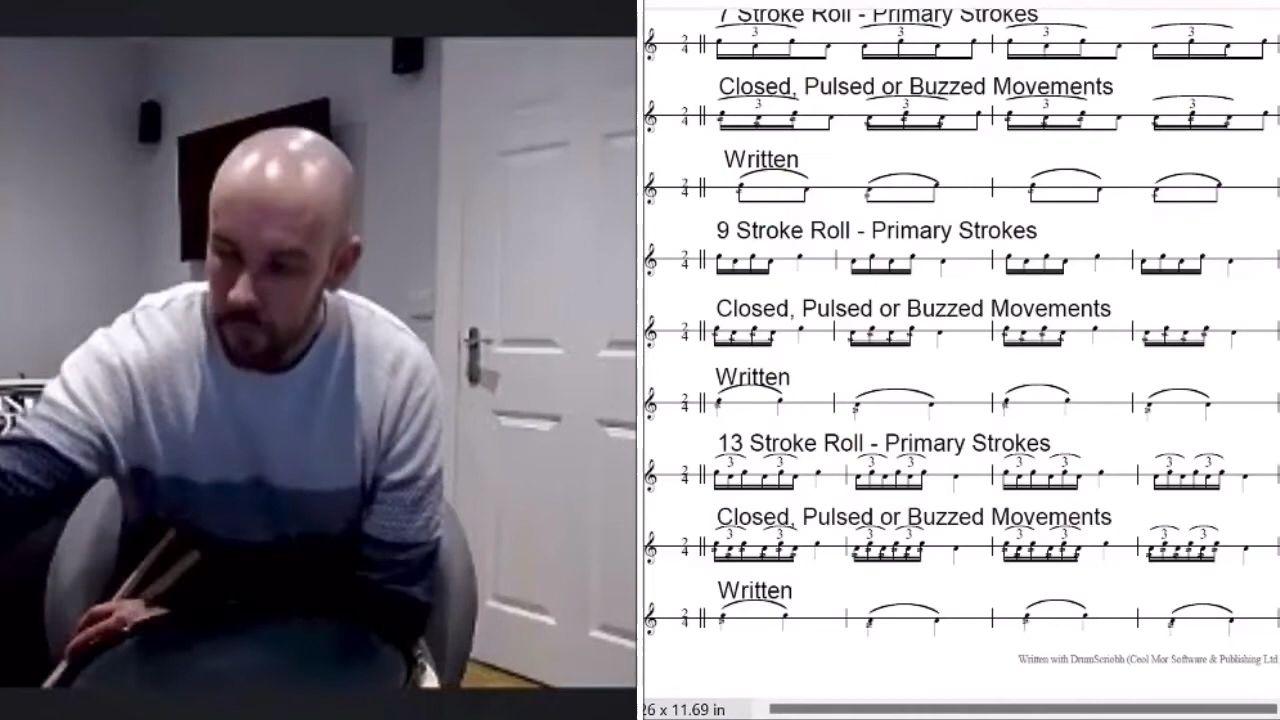 7 Stroke Roll - Primary Strokes
Closed, Pulsed or Buzzed Movements
Written
9 Stroke Roll - Primary Strokes
Closed, Pulsed or Buzzed Movements
Written
13 Stroke Roll - Primary Strokes
Closed, Pulsed or Buzzed Movements
Written
Written with DrumScriobh (Ceol Mor Software & Publishing Ltd
26 x 11.69 in